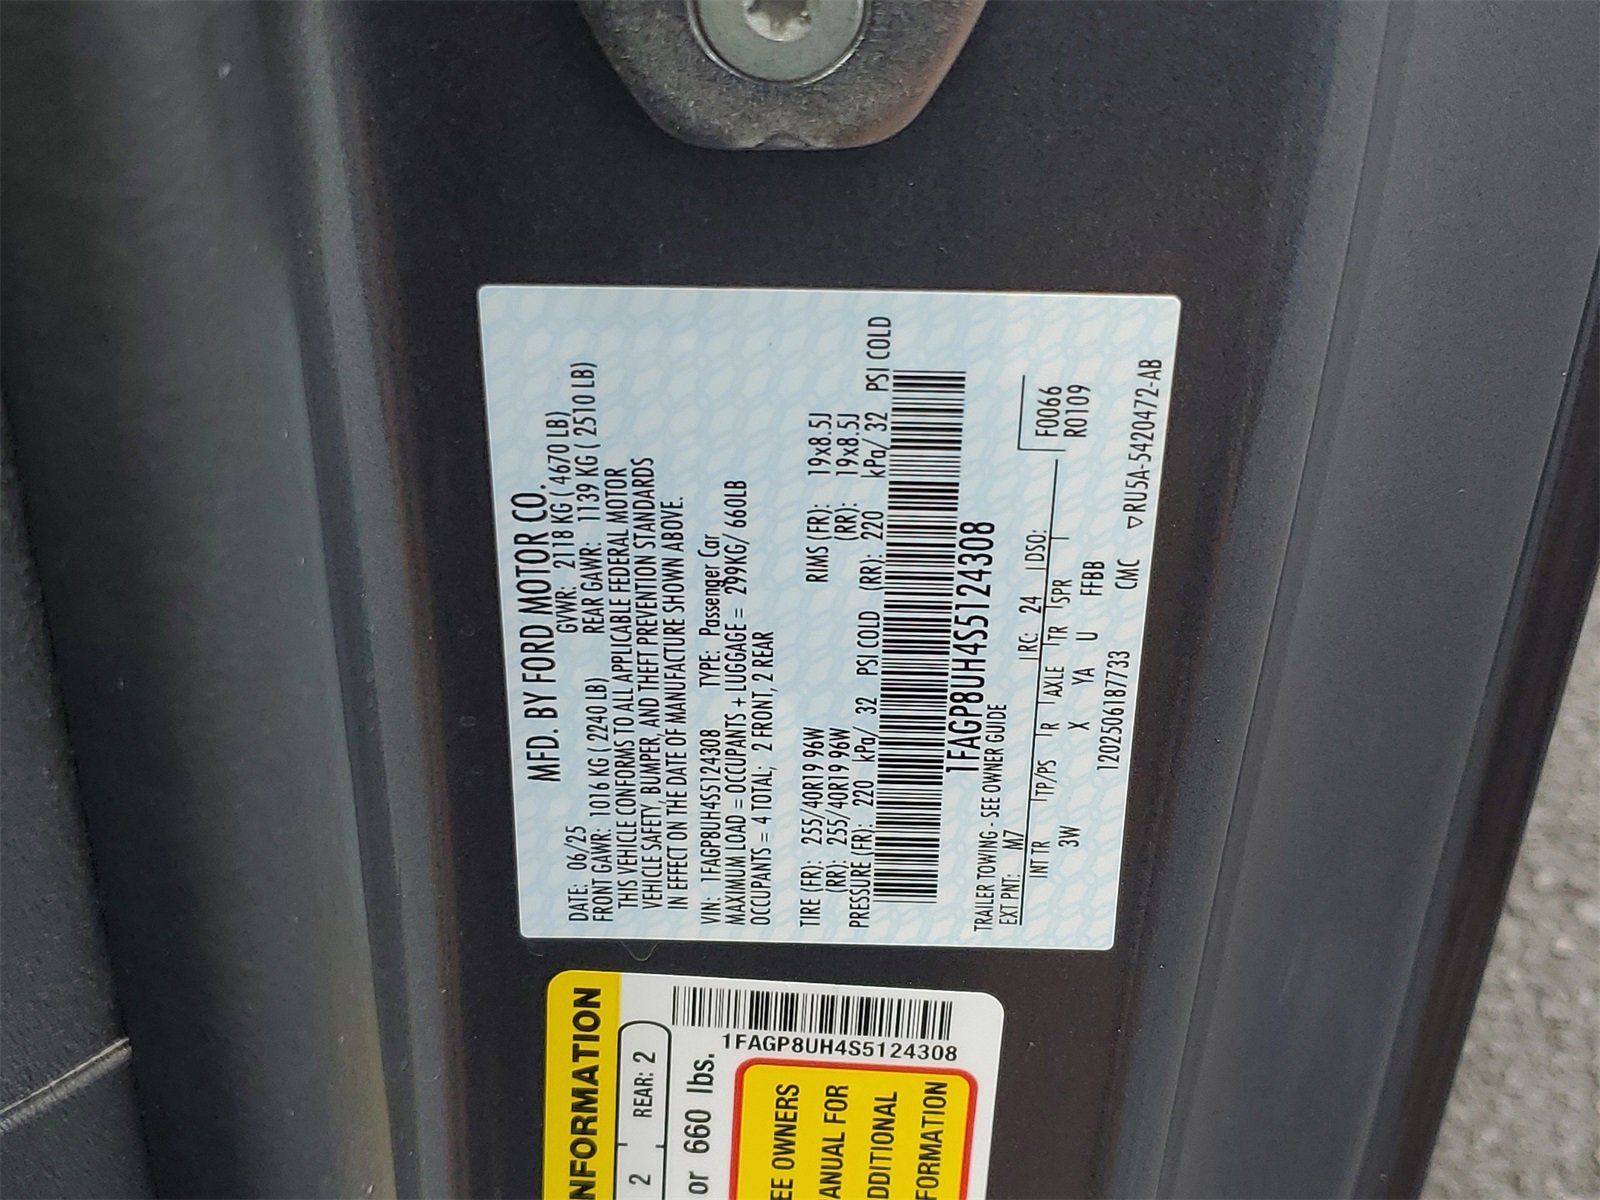 MFD. BY FORD MOTOR CO.
DATE: 06/25 GVWR: 2118 KG ( 4670 LB)
FRONT GAWR: 1016 KG ( 2240 LB) REAR GAWR: 1139 KG ( 2510 LB)
THIS VEHICLE CONFORMS TO ALL APPLICABLE FEDERAL MOTOR
VEHICLE SAFETY, BUMPER, AND THEFT PREVENTION STANDARDS
IN EFFECT ON THE DATE OF MANUFACTURE SHOWN ABOVE.
VIN: 1FAGP8UH4S5124308 TYPE: Passenger Car
MAXIMUM LOAD = OCCUPANTS + LUGGAGE = 299KG/ 660LB
OCCUPANTS = 4 TOTAL; 2 FRONT, 2 REAR
TIRE (FR): 255/40R19 96W RIMS (FR): 19x8.5J
(RR): 255/40R19 96W (RR): 19x8.5J
PRESSURE (FR): 220 kPa/ 32 PSI COLD (RR): 220 kPa/ 32 PSI COLD
1FAGP8UH4S5124308
TRAILER TOWING - SEE OWNER GUIDE
EXT PNT: M7 RC: 24 DSO: F0066
R0109
INT TR TP/PS R AXLE TR SPR
3W X YA U FFBB
1202506187733 CMC ▽RU5A-5420472-AB
NFORMATION
2 REAR: 2
or 660 lbs.
1FAGP8UH4S5124308
EE OWNERS
ANUAL FOR
DDITIONAL
FORMATION